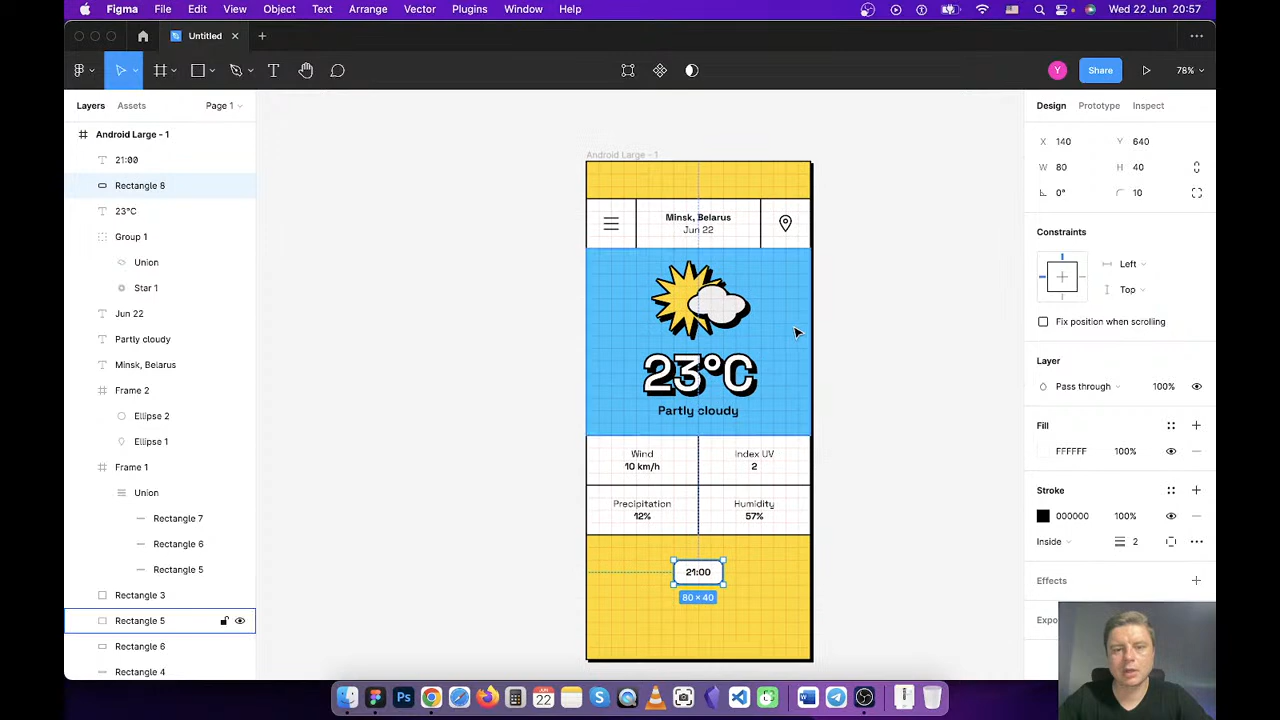 Figma File Edit View Object Text Arrange Vector Plugins Window Help Wed 22 Jun 20:57
Untitled
Y Share 78%
Layers Assets Page 1 Design Prototype Inspect
Android Large - 1
X 140 Y 640
21:00
W 80 H 40
Rectangle 8
0° 10
23°C
Group 1
Constraints
Union
Left
Star 1
Top
Jun 22
Fix position when scrolling
Partly cloudy
Minsk, Belarus
Layer
Frame 2
Pass through 100%
Ellipse 2
Fill
Ellipse 1
FFFFFF 100%
Frame 1
Stroke
Union
000000 100%
Rectangle 7
Inside 2
Rectangle 6
Rectangle 5
Effects
Rectangle 3
Expo
Rectangle 5
Rectangle 6
Rectangle 4
Android Large - 1
Minsk, Belarus
Jun 22
23°C
Partly cloudy
Wind Index UV
10 km/h 2
Precipitation Humidity
12% 57%
21:00
80 × 40
JUN
22